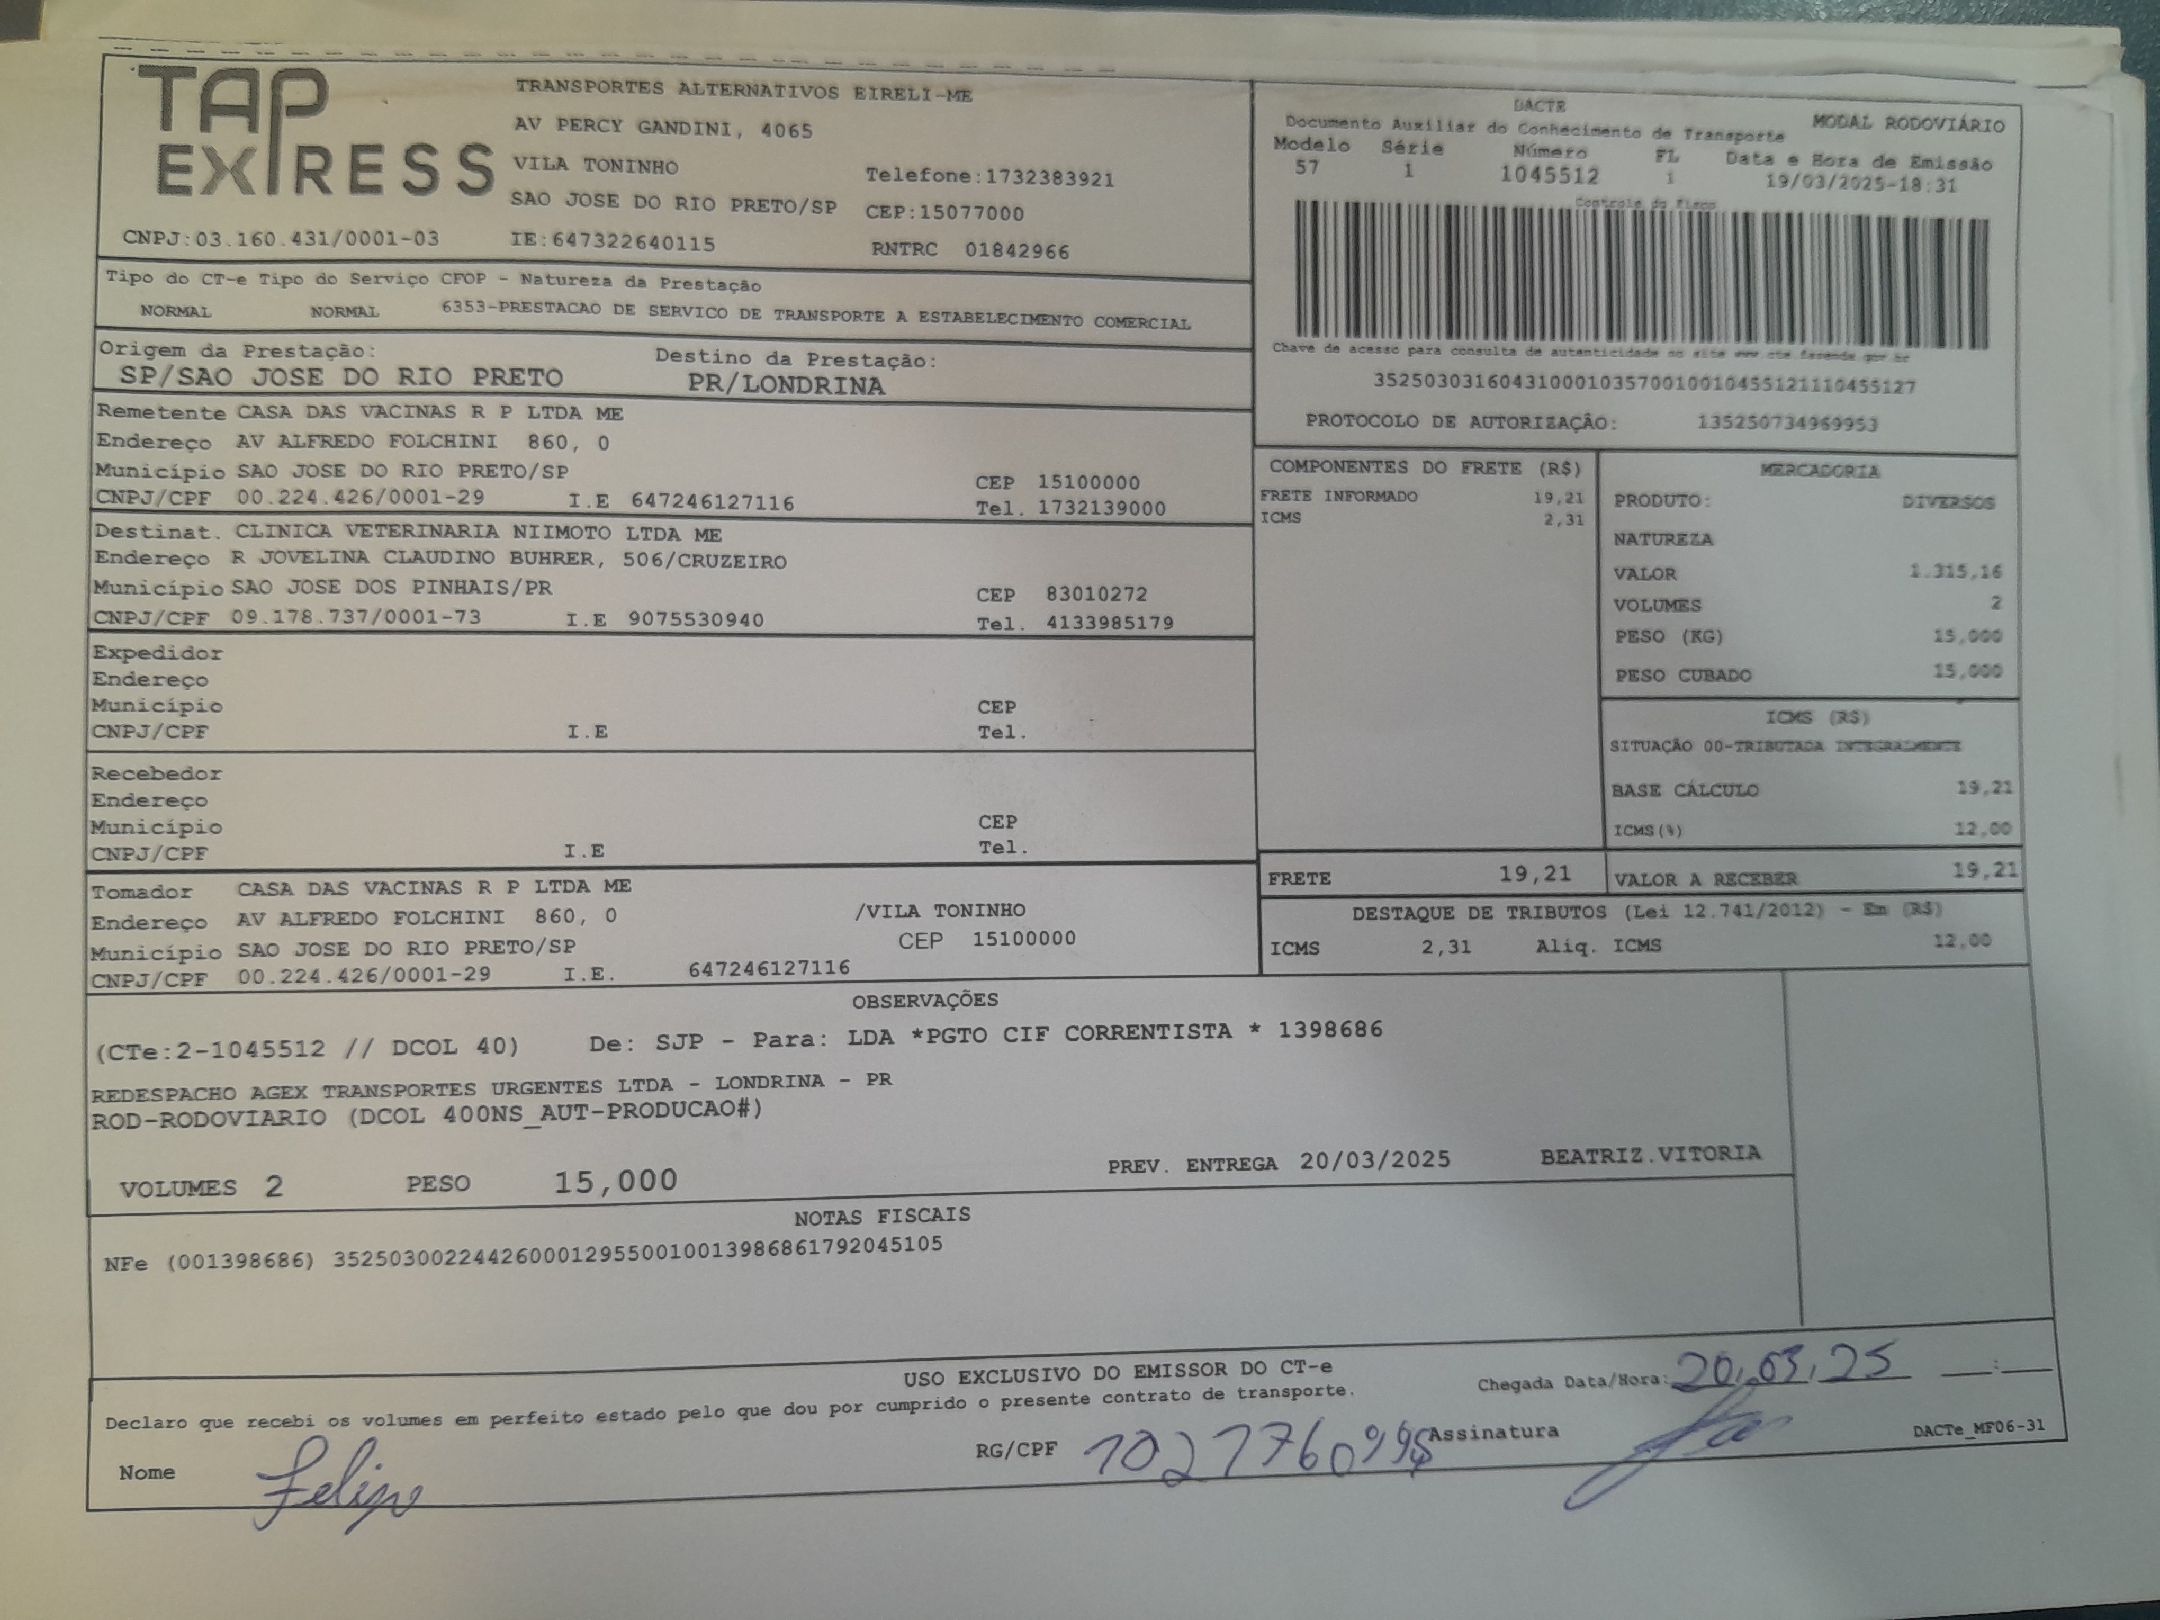 TAP EXPRESS
TRANSPORTES ALTERNATIVOS EIRELI-ME
AV PERCY GANDINI, 4065
VILA TONINHO Telefone:1732383921
SAO JOSE DO RIO PRETO/SP CEP:15077000
CNPJ:03.160.431/0001-03 IE:647322640115 RNTRC 01842966
DACTE
Documento Auxiliar do Conhecimento de Transporte MODAL RODOVIÁRIO
Modelo Série Número FL Data e Hora de Emissão
57 1 1045512 1 19/03/2025-18:31
Controle do Fisco
Chave de acesso para consulta de autenticidade no site www.cte.fazenda.gov.br
35250303160431000103570010010455121110455127
PROTOCOLO DE AUTORIZAÇÃO: 135250734969953
Tipo do CT-e Tipo do Serviço CFOP - Natureza da Prestação
NORMAL NORMAL 6353-PRESTACAO DE SERVICO DE TRANSPORTE A ESTABELECIMENTO COMERCIAL
Origem da Prestação: Destino da Prestação:
SP/SAO JOSE DO RIO PRETO PR/LONDRINA
Remetente CASA DAS VACINAS R P LTDA ME
Endereço AV ALFREDO FOLCHINI 860, 0
Município SAO JOSE DO RIO PRETO/SP CEP 15100000
CNPJ/CPF 00.224.426/0001-29 I.E 647246127116 Tel. 1732139000
Destinat. CLINICA VETERINARIA NIIMOTO LTDA ME
Endereço R JOVELINA CLAUDINO BUHRER, 506/CRUZEIRO
Município SAO JOSE DOS PINHAIS/PR CEP 83010272
CNPJ/CPF 09.178.737/0001-73 I.E 9075530940 Tel. 4133985179
Expedidor
Endereço
Município CEP
CNPJ/CPF I.E Tel.
Recebedor
Endereço
Município CEP
CNPJ/CPF I.E Tel.
Tomador CASA DAS VACINAS R P LTDA ME
Endereço AV ALFREDO FOLCHINI 860, 0 /VILA TONINHO
Município SAO JOSE DO RIO PRETO/SP CEP 15100000
CNPJ/CPF 00.224.426/0001-29 I.E. 647246127116
COMPONENTES DO FRETE (R$)
FRETE INFORMADO 19,21
ICMS 2,31
MERCADORIA
PRODUTO: DIVERSOS
NATUREZA
VALOR 1.315,16
VOLUMES 2
PESO (KG) 15,000
PESO CUBADO 15,000
ICMS (R$)
SITUAÇÃO 00-TRIBUTADA INTEGRALMENTE
BASE CÁLCULO 19,21
ICMS(%) 12,00
FRETE 19,21 VALOR A RECEBER 19,21
DESTAQUE DE TRIBUTOS (Lei 12.741/2012) - Em (R$)
ICMS 2,31 Aliq. ICMS 12,00
OBSERVAÇÕES
(CTe:2-1045512 // DCOL 40) De: SJP - Para: LDA *PGTO CIF CORRENTISTA * 1398686
REDESPACHO AGEX TRANSPORTES URGENTES LTDA - LONDRINA - PR
ROD-RODOVIARIO (DCOL 400NS_AUT-PRODUCAO#)
VOLUMES 2 PESO 15,000 PREV. ENTREGA 20/03/2025 BEATRIZ.VITORIA
NOTAS FISCAIS
NFe (001398686) 35250300224426000129550010013986861792045105
USO EXCLUSIVO DO EMISSOR DO CT-e
Declaro que recebi os volumes em perfeito estado pelo que dou por cumprido o presente contrato de transporte. Chegada Data/Hora: 20,03,25 __:__
Nome Felipe RG/CPF Assinatura DACTe_MF06-31